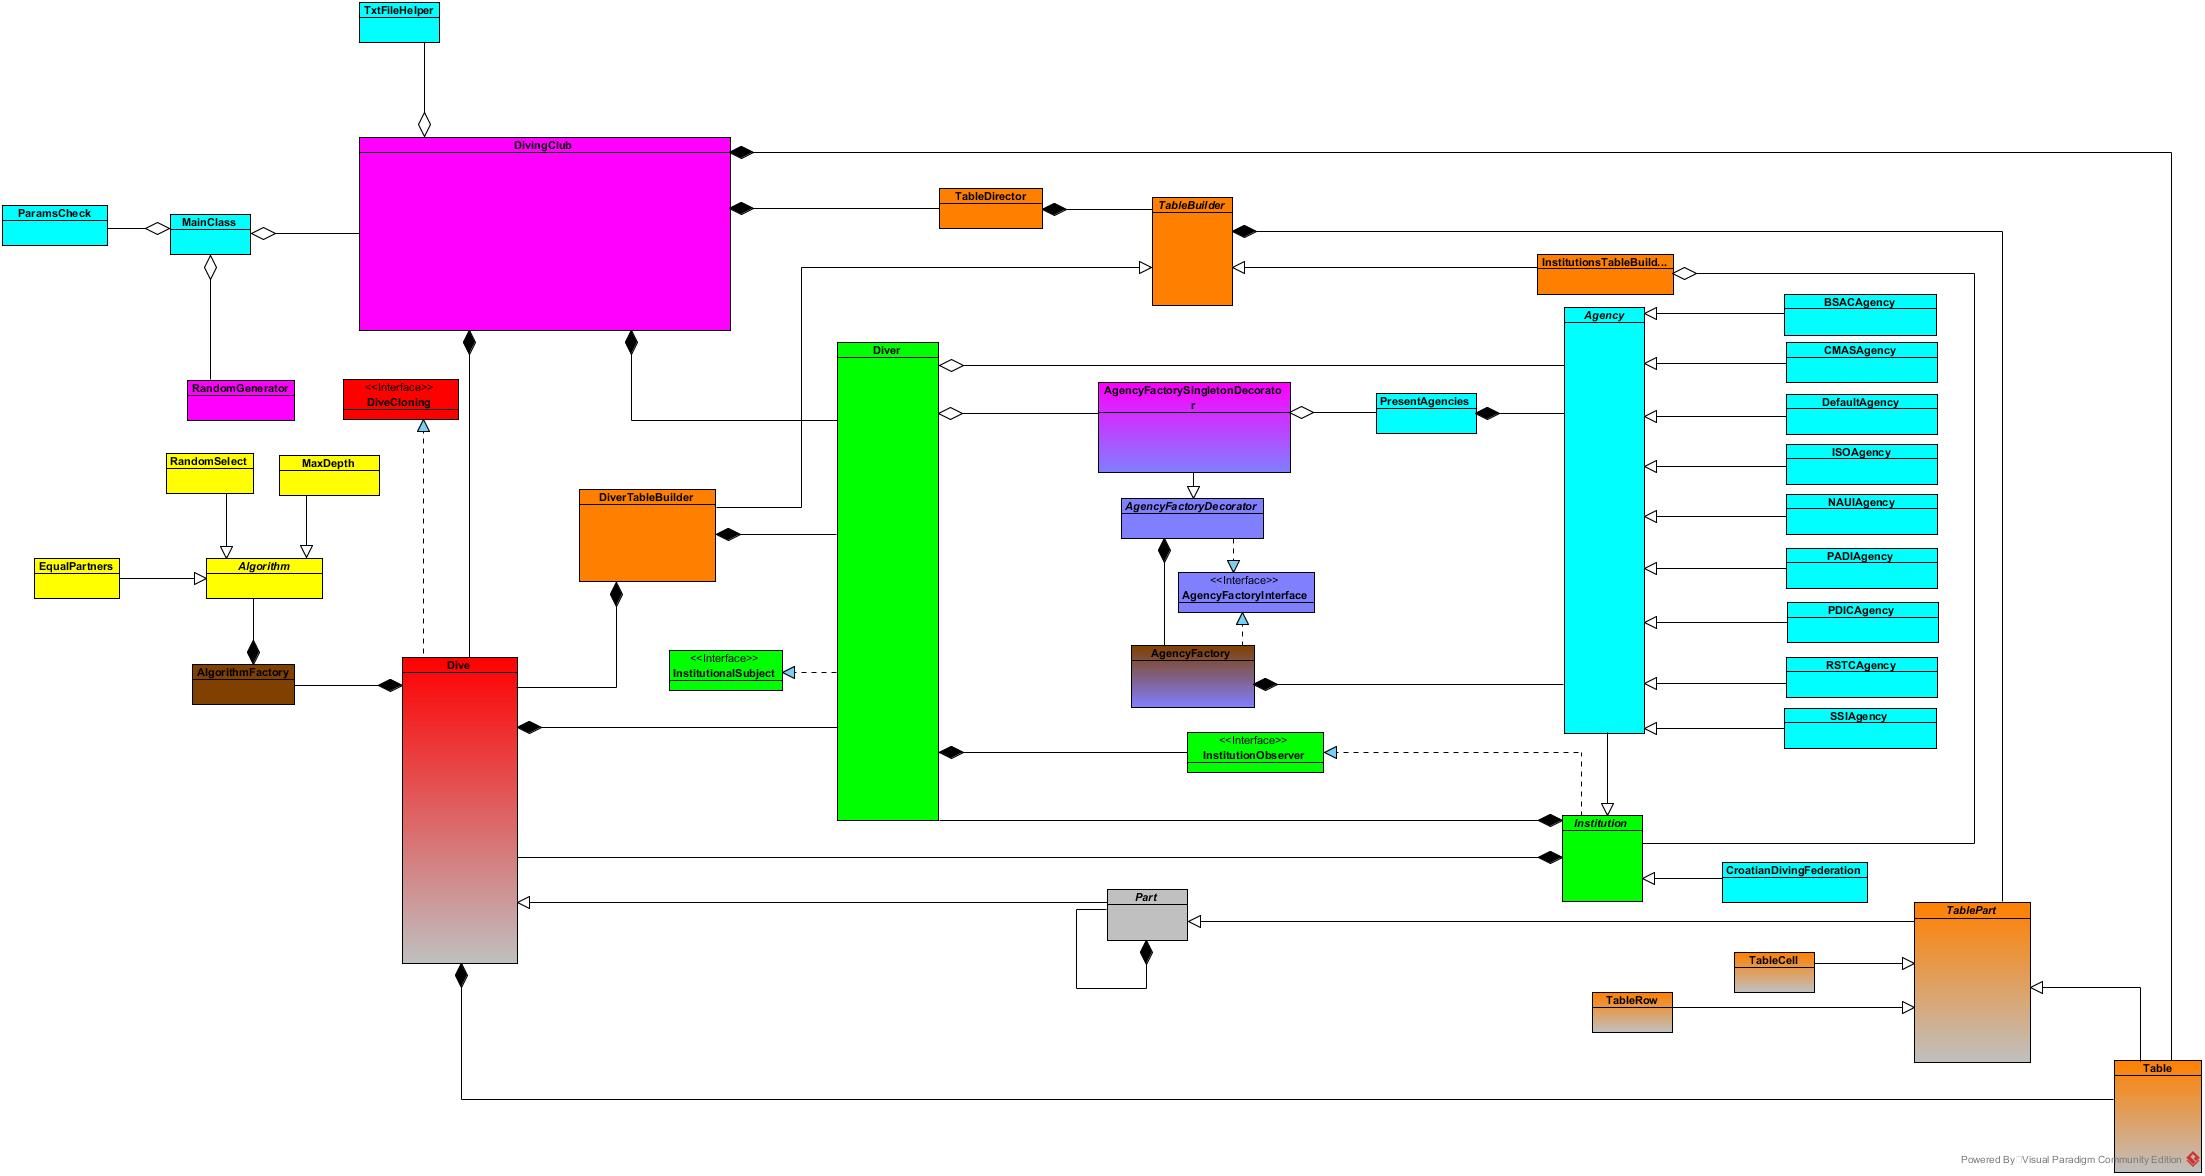 TxtFileHelper
DivingClub
ParamsCheck
MainClass
TableDirector
TableBuilder
InstitutionsTableBuild...
BSACAgency
Agency
Diver
CMASAgency
RandomGenerator
<<Interface>>
DiveCloning
AgencyFactorySingletonDecorato
r
PresentAgencies
DefaultAgency
ISOAgency
RandomSelect
MaxDepth
DiverTableBuilder
AgencyFactoryDecorator
NAUIAgency
PADIAgency
EqualPartners
Algorithm
<<Interface>>
AgencyFactoryInterface
PDICAgency
AgencyFactory
<<Interface>>
InstitutionalSubject
Dive
RSTCAgency
AlgorithmFactory
SSIAgency
<<Interface>>
InstitutionObserver
Institution
CroatianDivingFederation
Part
TablePart
TableCell
TableRow
Table
Powered By Visual Paradigm Community Edition